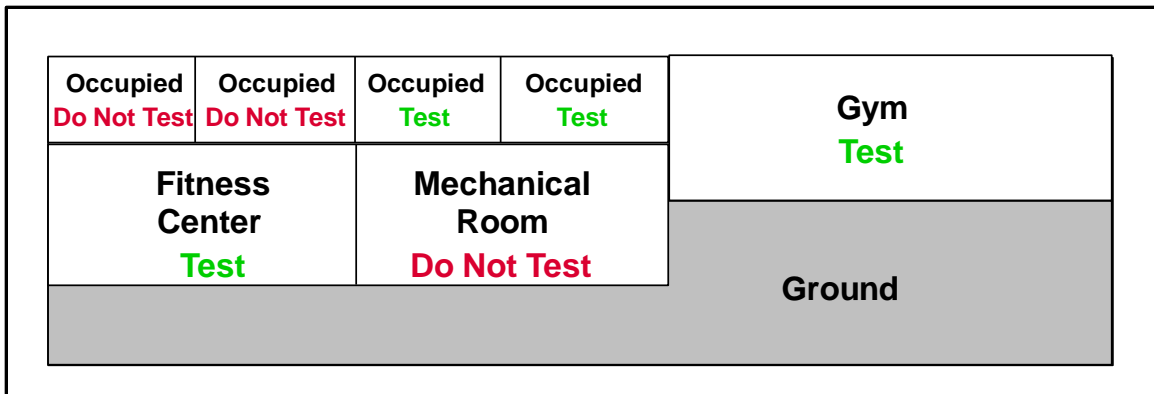 Occupied
Do Not Test
Occupied
Do Not Test
Occupied
Test
Occupied
Test
Gym
Test
Fitness
Center
Test
Mechanical
Room
Do Not Test
Ground